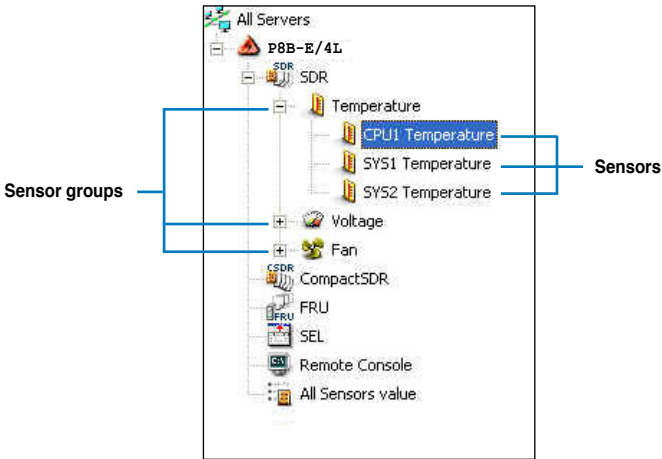 All Servers
P8B-E/4L
SDR
SDR
Temperature
CPU1 Temperature
SYS1 Temperature
Sensors
SYS2 Temperature
Sensor groups
Voltage
Fan
CSDR
CompactSDR
FRU
FRU
SEL
C:\
Remote Console
All Sensors value